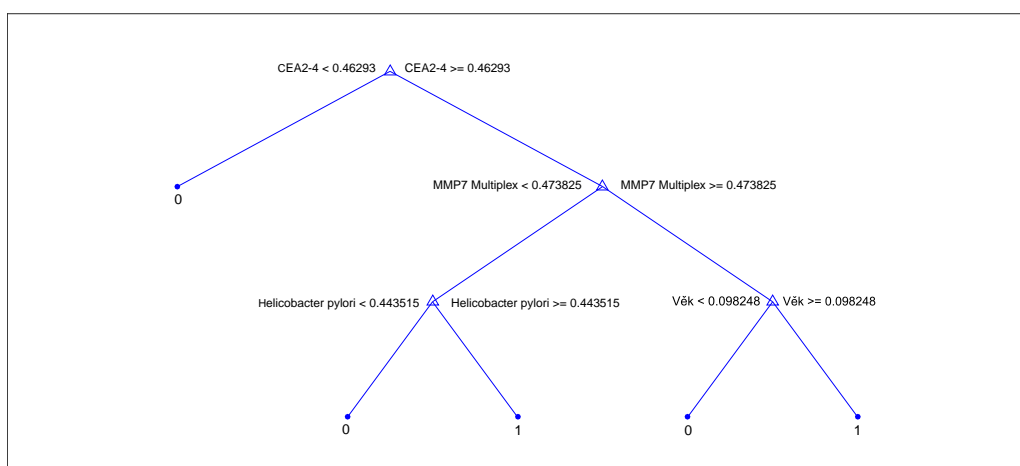 CEA2-4 < 0.46293
CEA2-4 >= 0.46293
0
MMP7 Multiplex < 0.473825
MMP7 Multiplex >= 0.473825
Helicobacter pylori < 0.443515
Helicobacter pylori >= 0.443515
Věk < 0.098248
Věk >= 0.098248
0
1
0
1